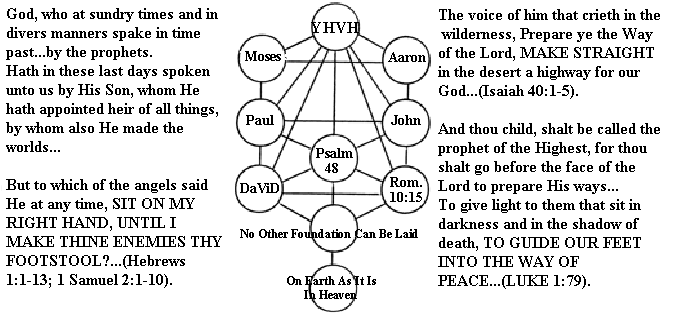 God, who at sundry times and in
divers manners spake in time
past...by the prophets.
Hath in these last days spoken
unto us by His Son, whom He
hath appointed heir of all things,
by whom also He made the
worlds...
But to which of the angels said
He at any time, SIT ON MY
RIGHT HAND, UNTIL I
MAKE THINE ENEMIES THY
FOOTSTOOL?...(Hebrews
1:1-13; 1 Samuel 2:1-10).
YHVH
Moses
Aaron
Paul
John
Psalm
48
DaViD
Rom.
10:15
No Other Foundation Can Be Laid
On Earth As It Is
In Heaven
The voice of him that crieth in the
wilderness, Prepare ye the Way
of the Lord, MAKE STRAIGHT
in the desert a highway for our
God...(Isaiah 40:1-5).
And thou child, shalt be called the
prophet of the Highest, for thou
shalt go before the face of the
Lord to prepare His ways...
To give light to them that sit in
darkness and in the shadow of
death, TO GUIDE OUR FEET
INTO THE WAY OF
PEACE...(LUKE 1:79).